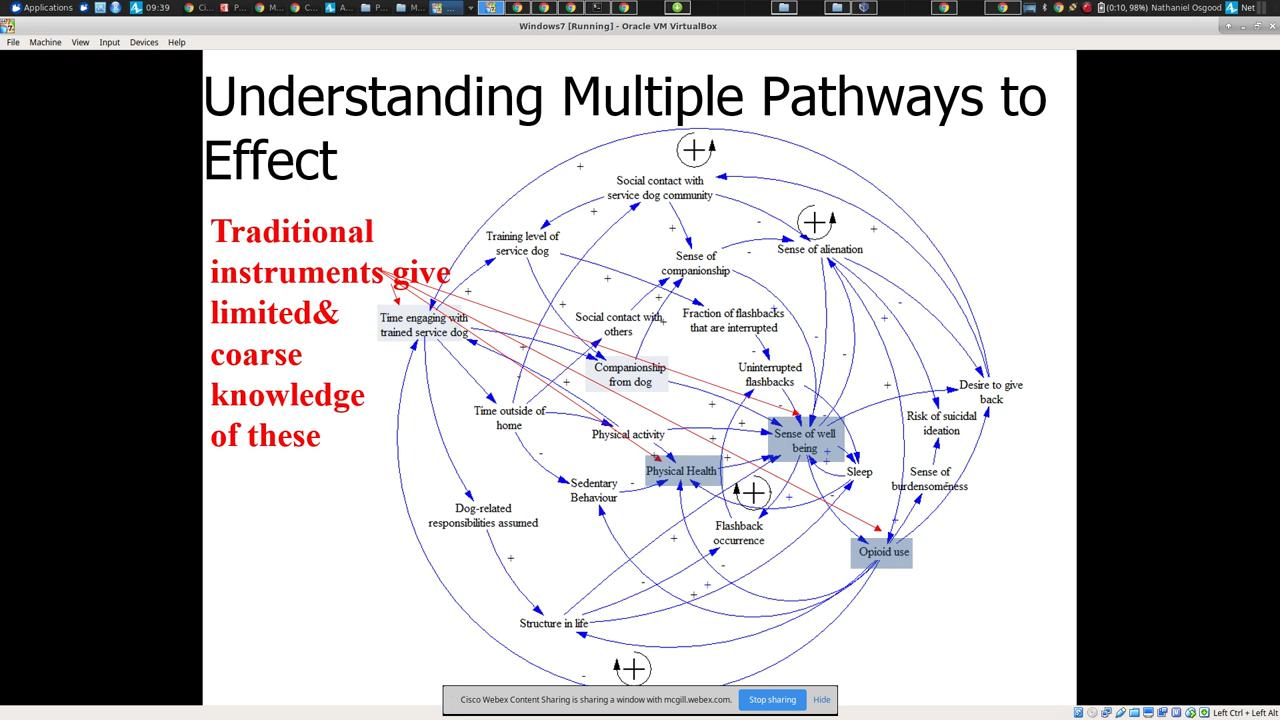 Applications
09:39
(0:10, 98%) Nathaniel Osgood
Net
Windows7 [Running] - Oracle VM VirtualBox
File Machine View Input Devices Help
Understanding Multiple Pathways to
Effect
Traditional
instruments give
limited&
coarse
knowledge
of these
Social contact with
service dog community
Training level of
service dog
Sense of
companionship
Sense of alienation
Time engaging with
trained service dog
Social contact with
others
Fraction of flashbacks
that are interrupted
Companionship
from dog
Uninterrupted
flashbacks
Desire to give
back
Time outside of
home
Physical activity
Sense of well
being
Risk of suicidal
ideation
Physical Health
Sleep
Sense of
burdensomeness
Sedentary
Behaviour
Dog-related
responsibilities assumed
Flashback
occurrence
Opioid use
Structure in life
Cisco Webex Content Sharing is sharing a window with mcgill.webex.com.
Stop sharing
Hide
Left Ctrl + Left Alt